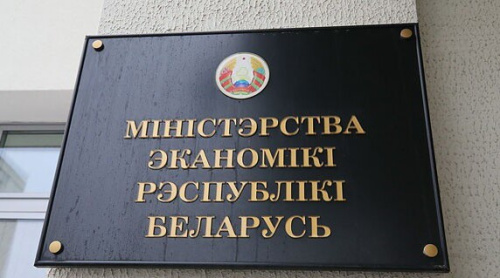 МІНІСТЭРСТВА
ЭКАНОМІКІ
РЭСПУБЛІКІ
БЕЛАРУСЬ